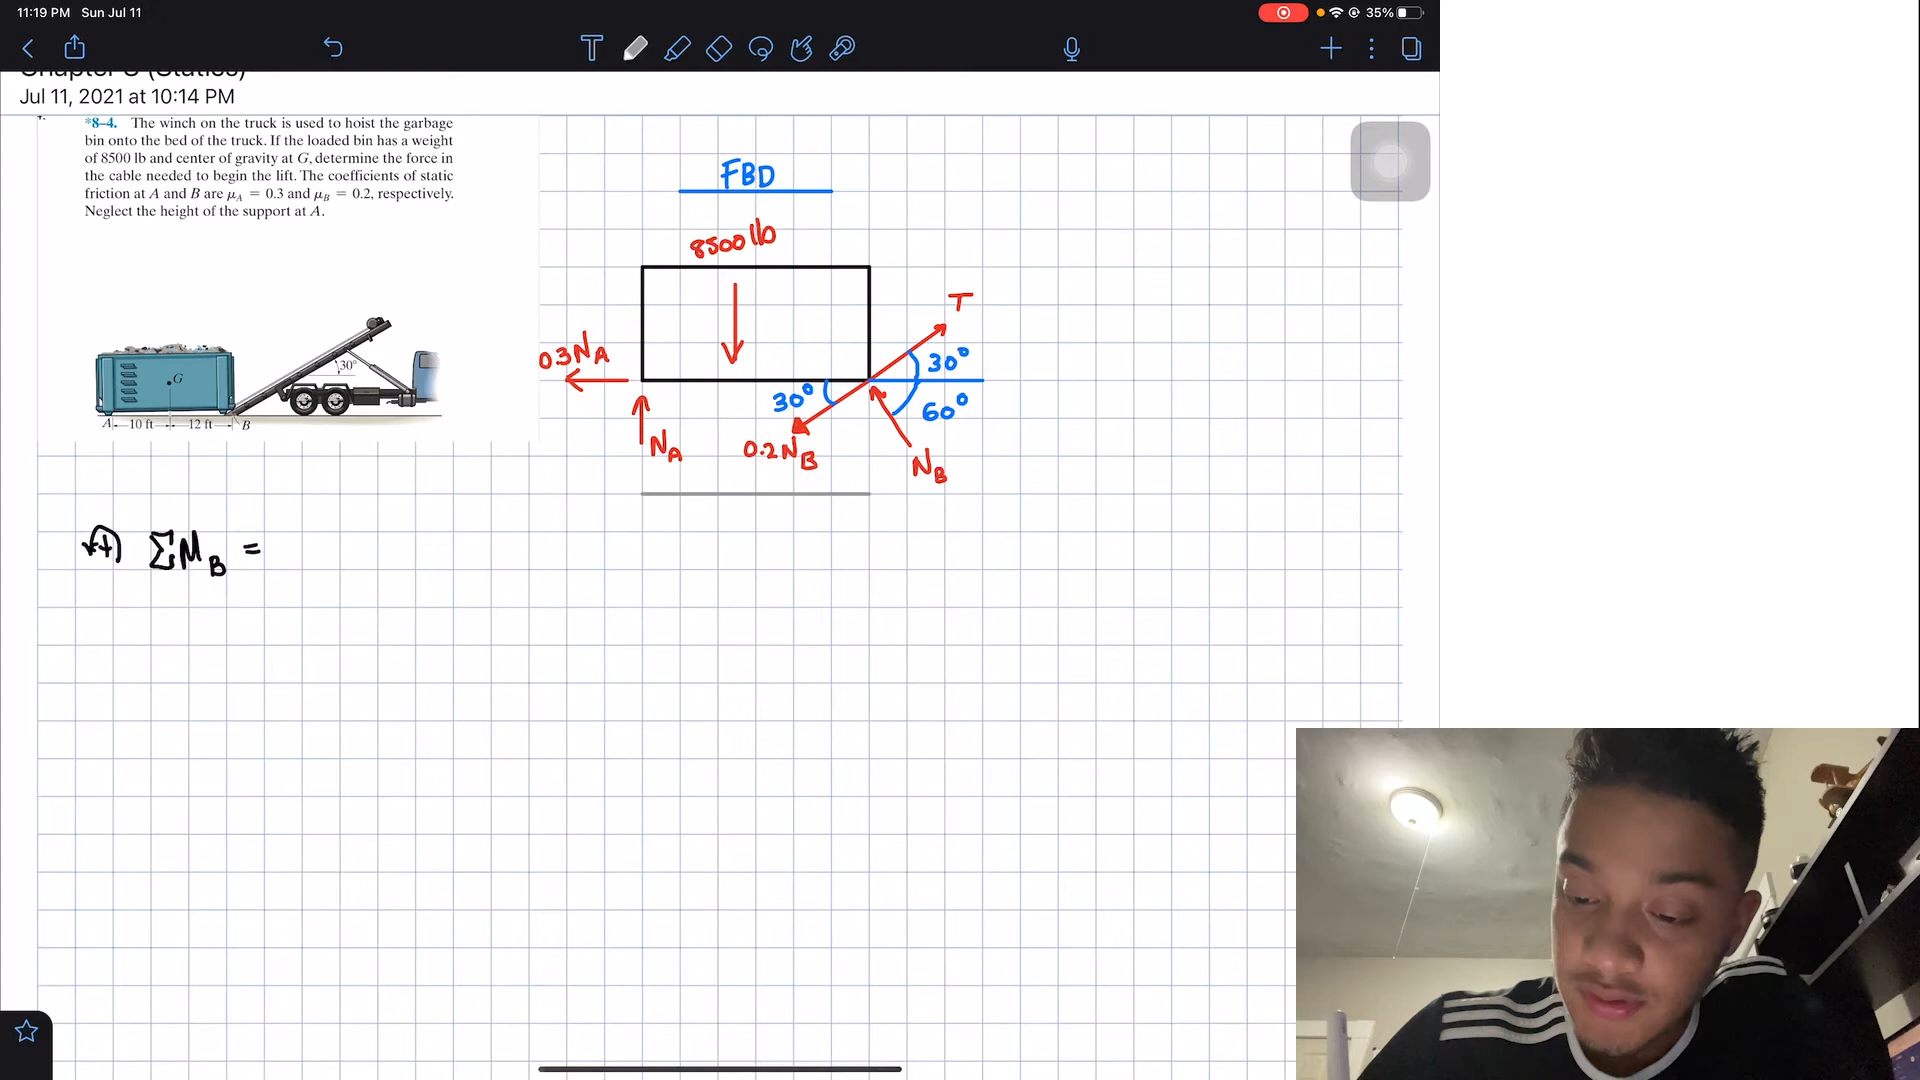 11:19 PM Sun Jul 11
35%
Chapter 8 (Statics)
Jul 11, 2021 at 10:14 PM
*8–4. The winch on the truck is used to hoist the garbage
bin onto the bed of the truck. If the loaded bin has a weight
of 8500 lb and center of gravity at G, determine the force in
the cable needed to begin the lift. The coefficients of static
friction at A and B are μA = 0.3 and μB = 0.2, respectively.
Neglect the height of the support at A.
30°
G
A 10 ft 12 ft B
FBD
8500 lb
T
0.3NA
30°
30°
60°
NA
0.2NB
NB
+) ΣMB =